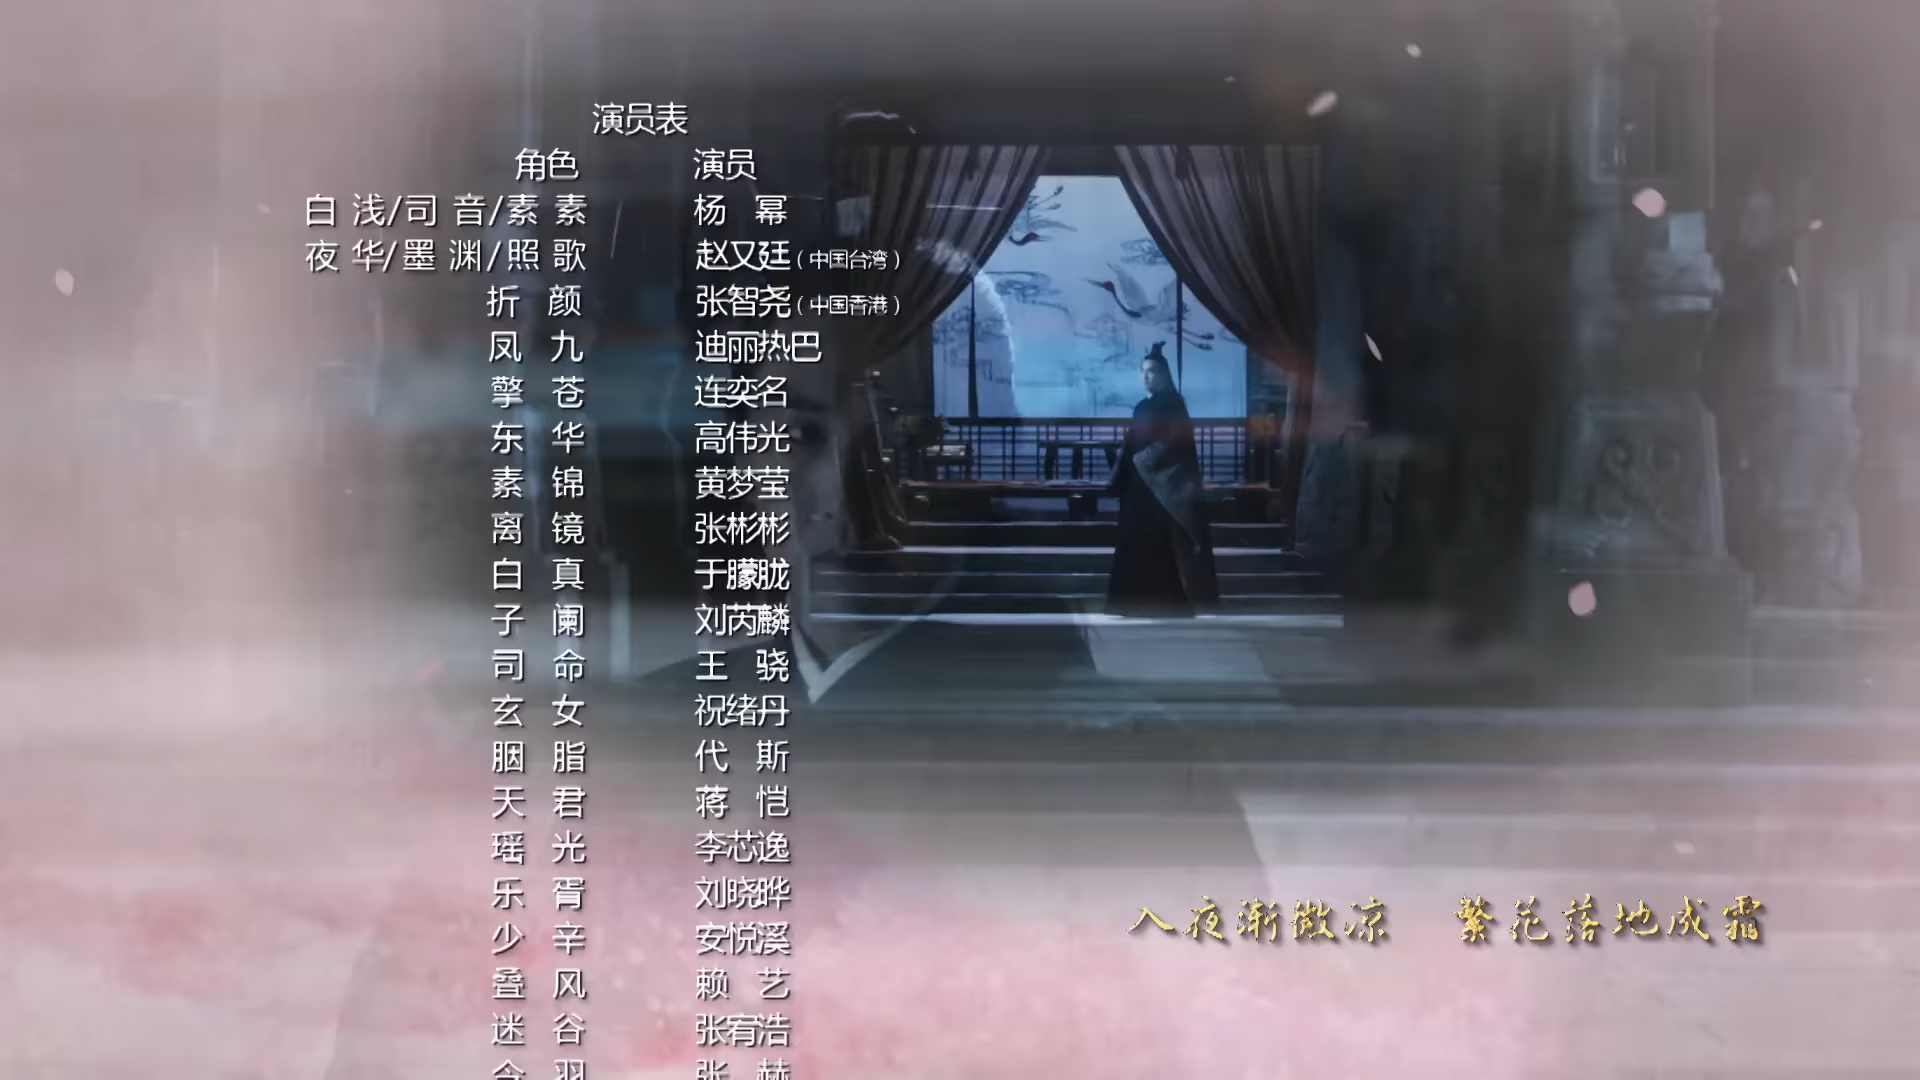 演员表
角色 演员
白 浅/司 音/素 素 杨 幂
夜 华/墨 渊/照 歌 赵又廷（中国台湾）
折 颜 张智尧（中国香港）
凤 九 迪丽热巴
擎 苍 连奕名
东 华 高伟光
素 锦 黄梦莹
离 镜 张彬彬
白 真 于朦胧
子 阑 刘芮麟
司 命 王 骁
玄 女 祝绪丹
胭 脂 代 斯
天 君 蒋 恺
瑶 光 李芯逸
乐 胥 刘晓晔
少 辛 安悦溪
叠 风 赖 艺
迷 谷 张宥浩
令 羽 张 赫
入夜渐微凉 繁花落地成霜